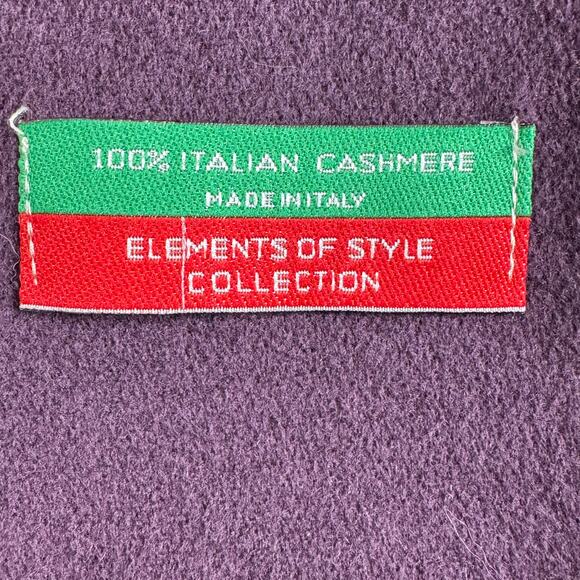 100% ITALIAN CASHMERE
MADE IN ITALY
ELEMENTS OF STYLE
COLLECTION